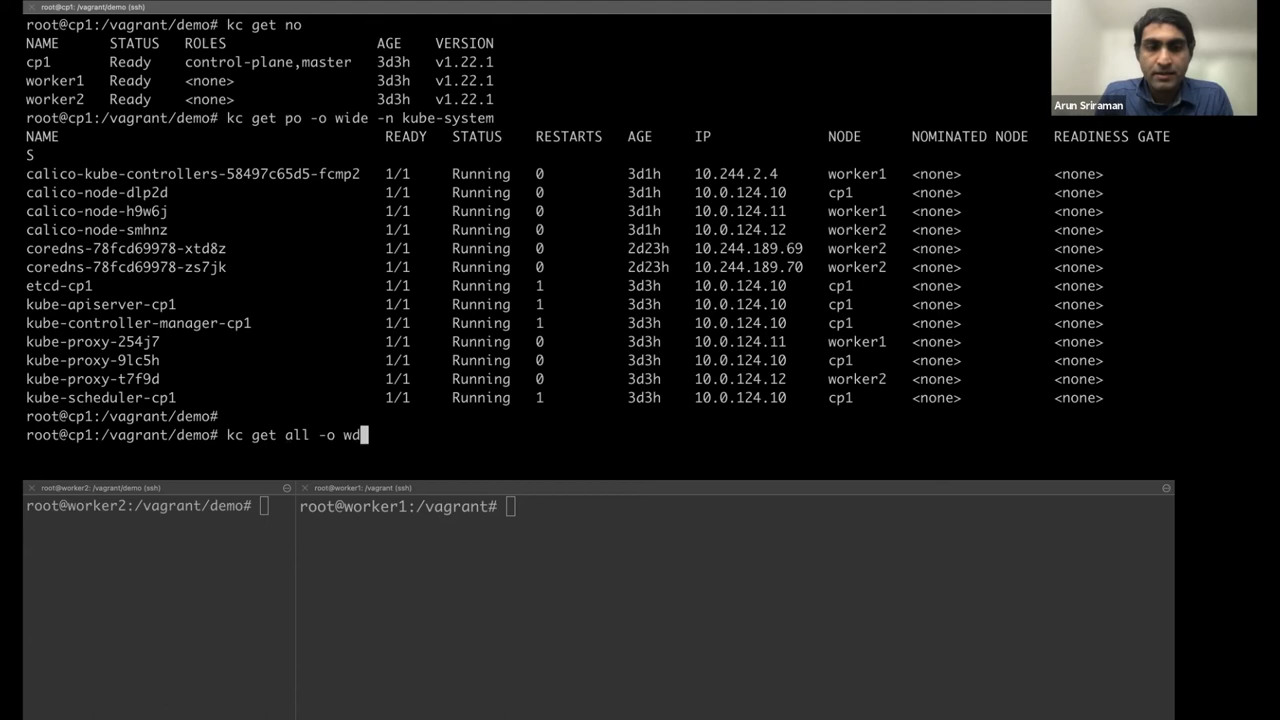 root@cp1:/vagrant/demo (ssh)
root@cp1:/vagrant/demo# kc get no
NAME STATUS ROLES AGE VERSION
cp1 Ready control-plane,master 3d3h v1.22.1
worker1 Ready <none> 3d3h v1.22.1
worker2 Ready <none> 3d3h v1.22.1
root@cp1:/vagrant/demo# kc get po -o wide -n kube-system
NAME READY STATUS RESTARTS AGE IP NODE NOMINATED NODE READINESS GATE
S
calico-kube-controllers-58497c65d5-fcmp2 1/1 Running 0 3d1h 10.244.2.4 worker1 <none> <none>
calico-node-dlp2d 1/1 Running 0 3d1h 10.0.124.10 cp1 <none> <none>
calico-node-h9w6j 1/1 Running 0 3d1h 10.0.124.11 worker1 <none> <none>
calico-node-smhnz 1/1 Running 0 3d1h 10.0.124.12 worker2 <none> <none>
coredns-78fcd69978-xtd8z 1/1 Running 0 2d23h 10.244.189.69 worker2 <none> <none>
coredns-78fcd69978-zs7jk 1/1 Running 0 2d23h 10.244.189.70 worker2 <none> <none>
etcd-cp1 1/1 Running 1 3d3h 10.0.124.10 cp1 <none> <none>
kube-apiserver-cp1 1/1 Running 1 3d3h 10.0.124.10 cp1 <none> <none>
kube-controller-manager-cp1 1/1 Running 1 3d3h 10.0.124.10 cp1 <none> <none>
kube-proxy-254j7 1/1 Running 0 3d3h 10.0.124.11 worker1 <none> <none>
kube-proxy-9lc5h 1/1 Running 0 3d3h 10.0.124.10 cp1 <none> <none>
kube-proxy-t7f9d 1/1 Running 0 3d3h 10.0.124.12 worker2 <none> <none>
kube-scheduler-cp1 1/1 Running 1 3d3h 10.0.124.10 cp1 <none> <none>
root@cp1:/vagrant/demo#
root@cp1:/vagrant/demo# kc get all -o wd
Arun Sriraman
root@worker2: /vagrant/demo (ssh)
root@worker2:/vagrant/demo#
root@worker1: /vagrant (ssh)
root@worker1:/vagrant#